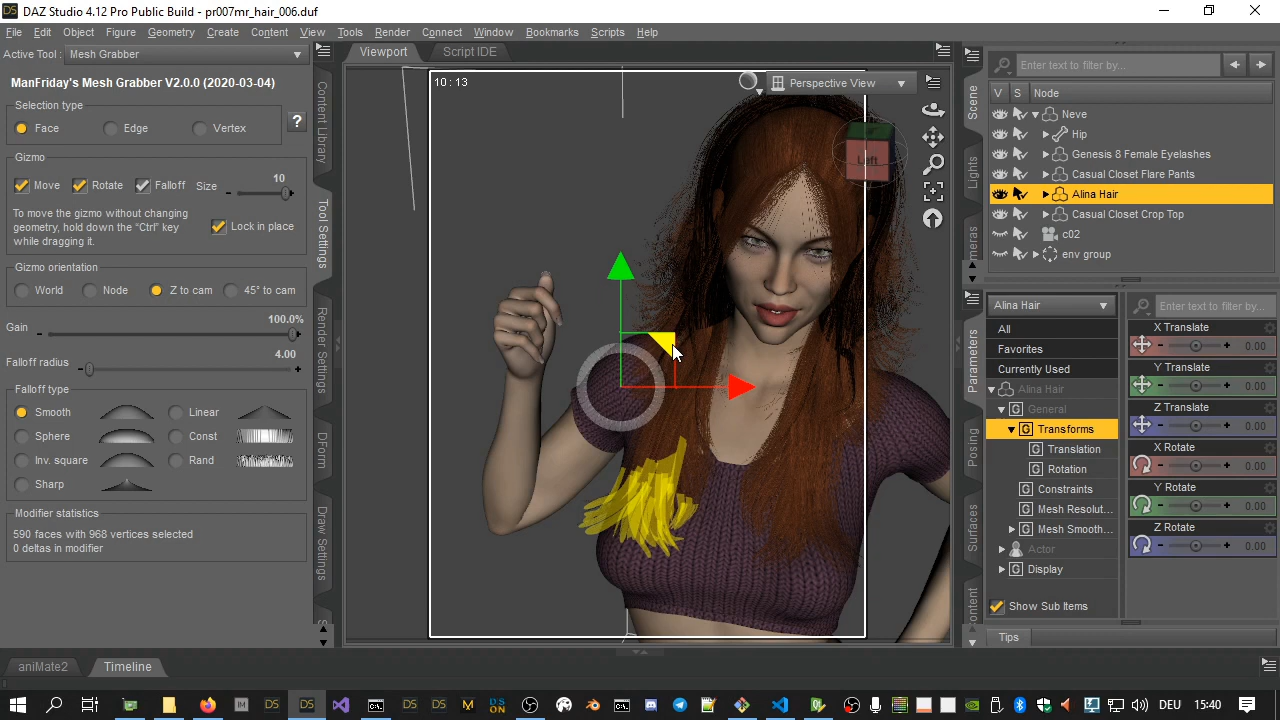 DAZ Studio 4.12 Pro Public Build - pr007mr_hair_006.duf
File Edit Object Figure Geometry Create Content View Tools Render Connect Window Bookmarks Scripts Help
Active Tool : Mesh Grabber
ManFriday's Mesh Grabber V2.0.0 (2020-03-04)
Selection type
Face Edge Vertex ?
Gizmo
Move Rotate Falloff Size 10
To move the gizmo without changing
geometry, hold down the "Ctrl" key
while dragging it.
Lock in place
Gizmo orientation
World Node Z to cam 45° to cam
Gain 100.0%
Falloff radius 4.00
Falloff type
Smooth Linear
Sphere Const
Inv. square Rand
Sharp
Modifier statistics
590 faces with 968 vertices selected
0 deltas in modifier
Content Library
Tool Settings
Render Settings
DForm
Draw Settings
Viewport Script IDE
10 : 13
Perspective View
Left
Scene
Lights
Enter text to filter by...
V S Node
Neve
Hip
Genesis 8 Female Eyelashes
Casual Closet Flare Pants
Alina Hair
Casual Closet Crop Top
c02
env group
Parameters
Posing
Surfaces
Alina Hair
All
Favorites
Currently Used
Alina Hair
General
Transforms
Translation
Rotation
Constraints
Mesh Resolut...
Mesh Smooth...
Actor
Display
Show Sub Items
Enter text to filter by...
X Translate
0.00
Y Translate
0.00
Z Translate
0.00
X Rotate
0.00
Y Rotate
0.00
Z Rotate
0.00
Tips
aniMate2 Timeline
DEU 15:40